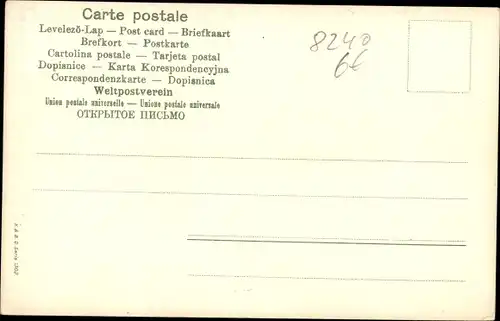 Carte postale
Levelező-Lap — Post card — Briefkaart
Brefkort — Postkarte
Cartolina postale — Tarjeta postal
Dopisnice — Karta Korespondencyjna
Correspondenzkarte — Dopisnica
Weltpostverein
Union postale universelle — Unione postale universale
ОТКРЫТОЕ ПИСЬМО
8240
6€